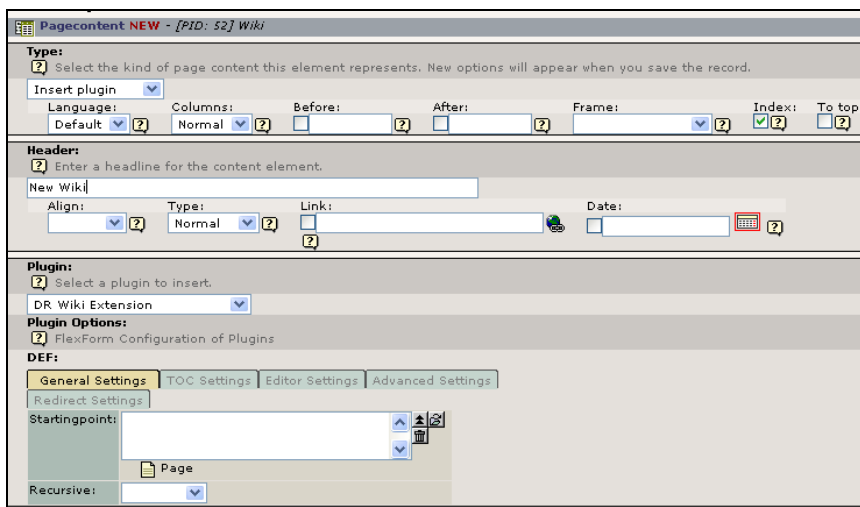 Pagecontent NEW - [PID: 52] Wiki
Type:
? Select the kind of page content this element represents. New options will appear when you save the record.
Insert plugin
Language: Columns: Before: After: Frame: Index: To top
Default ? Normal ? ? ? ? ? ?
Header:
? Enter a headline for the content element.
New Wiki
Align: Type: Link: Date:
? Normal ? ?
?
Plugin:
? Select a plugin to insert.
DR Wiki Extension
Plugin Options:
? FlexForm Configuration of Plugins
DEF:
General Settings TOC Settings Editor Settings Advanced Settings
Redirect Settings
Startingpoint:
Page
Recursive: